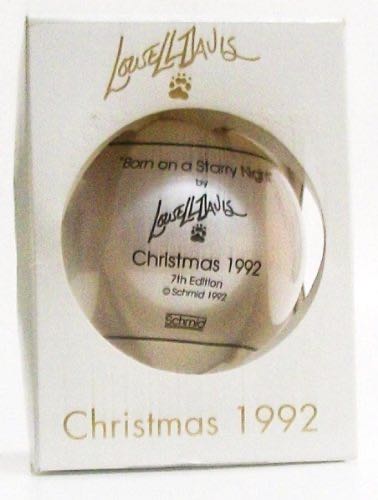 Lowell Davis
"Born on a Starry Night
by
Lowell Davis
Christmas 1992
7th Edition
© Schmid 1992
Schmid
Christmas 1992